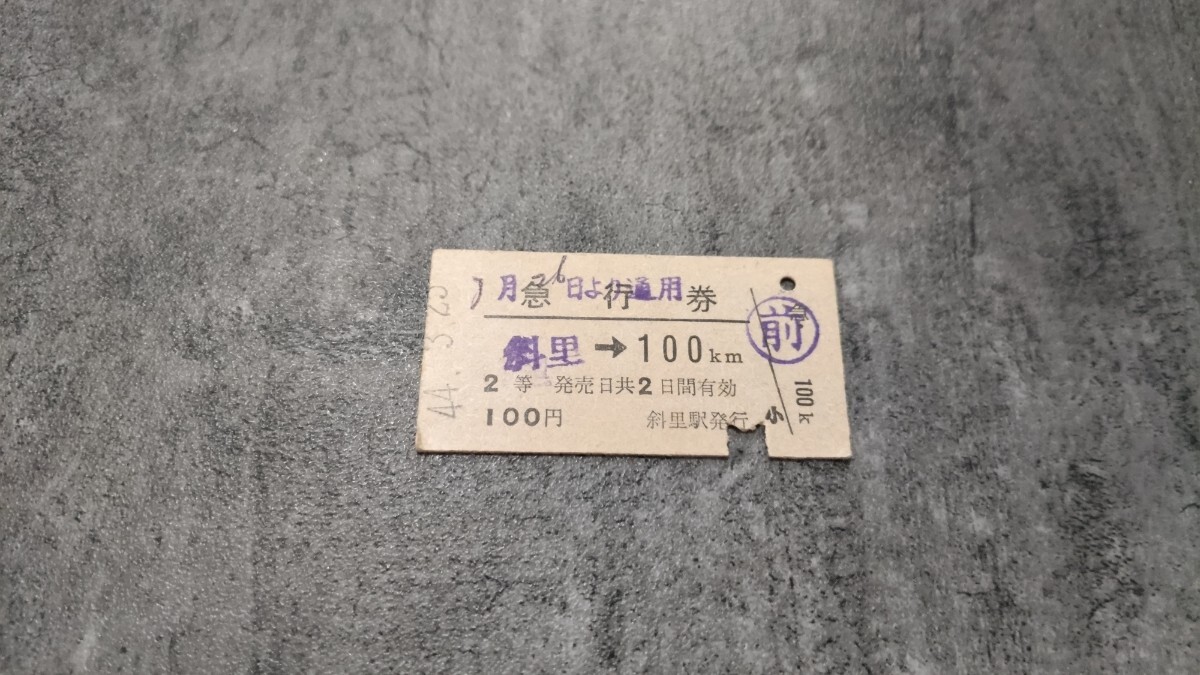 月 26日より通用
急行券
斜里 → 100km
2等 発売日共2日間有効
100円 斜里駅発行
44. 3. 25
前
急
100k
小